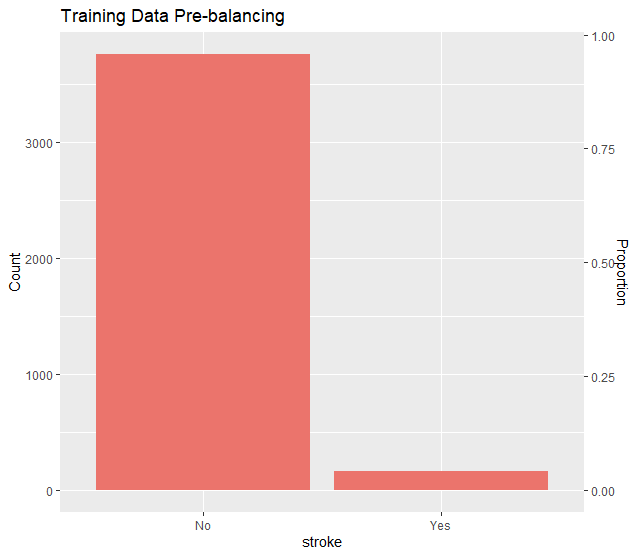 Training Data Pre-balancing
Count
3000
2000
1000
0
1.00
0.75
0.50
0.25
0.00
Proportion
No
Yes
stroke